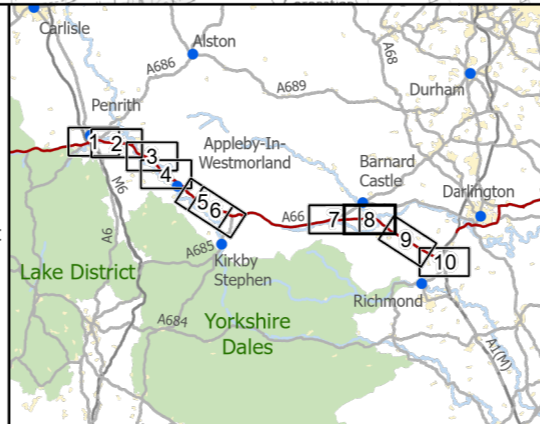 Carlisle
Alston
A686
A68
A689
Durham
Penrith
1
2
3
4
5
6
Appleby-In-
Westmorland
Barnard
Castle
Darlington
M6
A66
7
8
9
10
A6
A685
Kirkby
Stephen
Lake District
Richmond
A684
Yorkshire
Dales
A1(M)